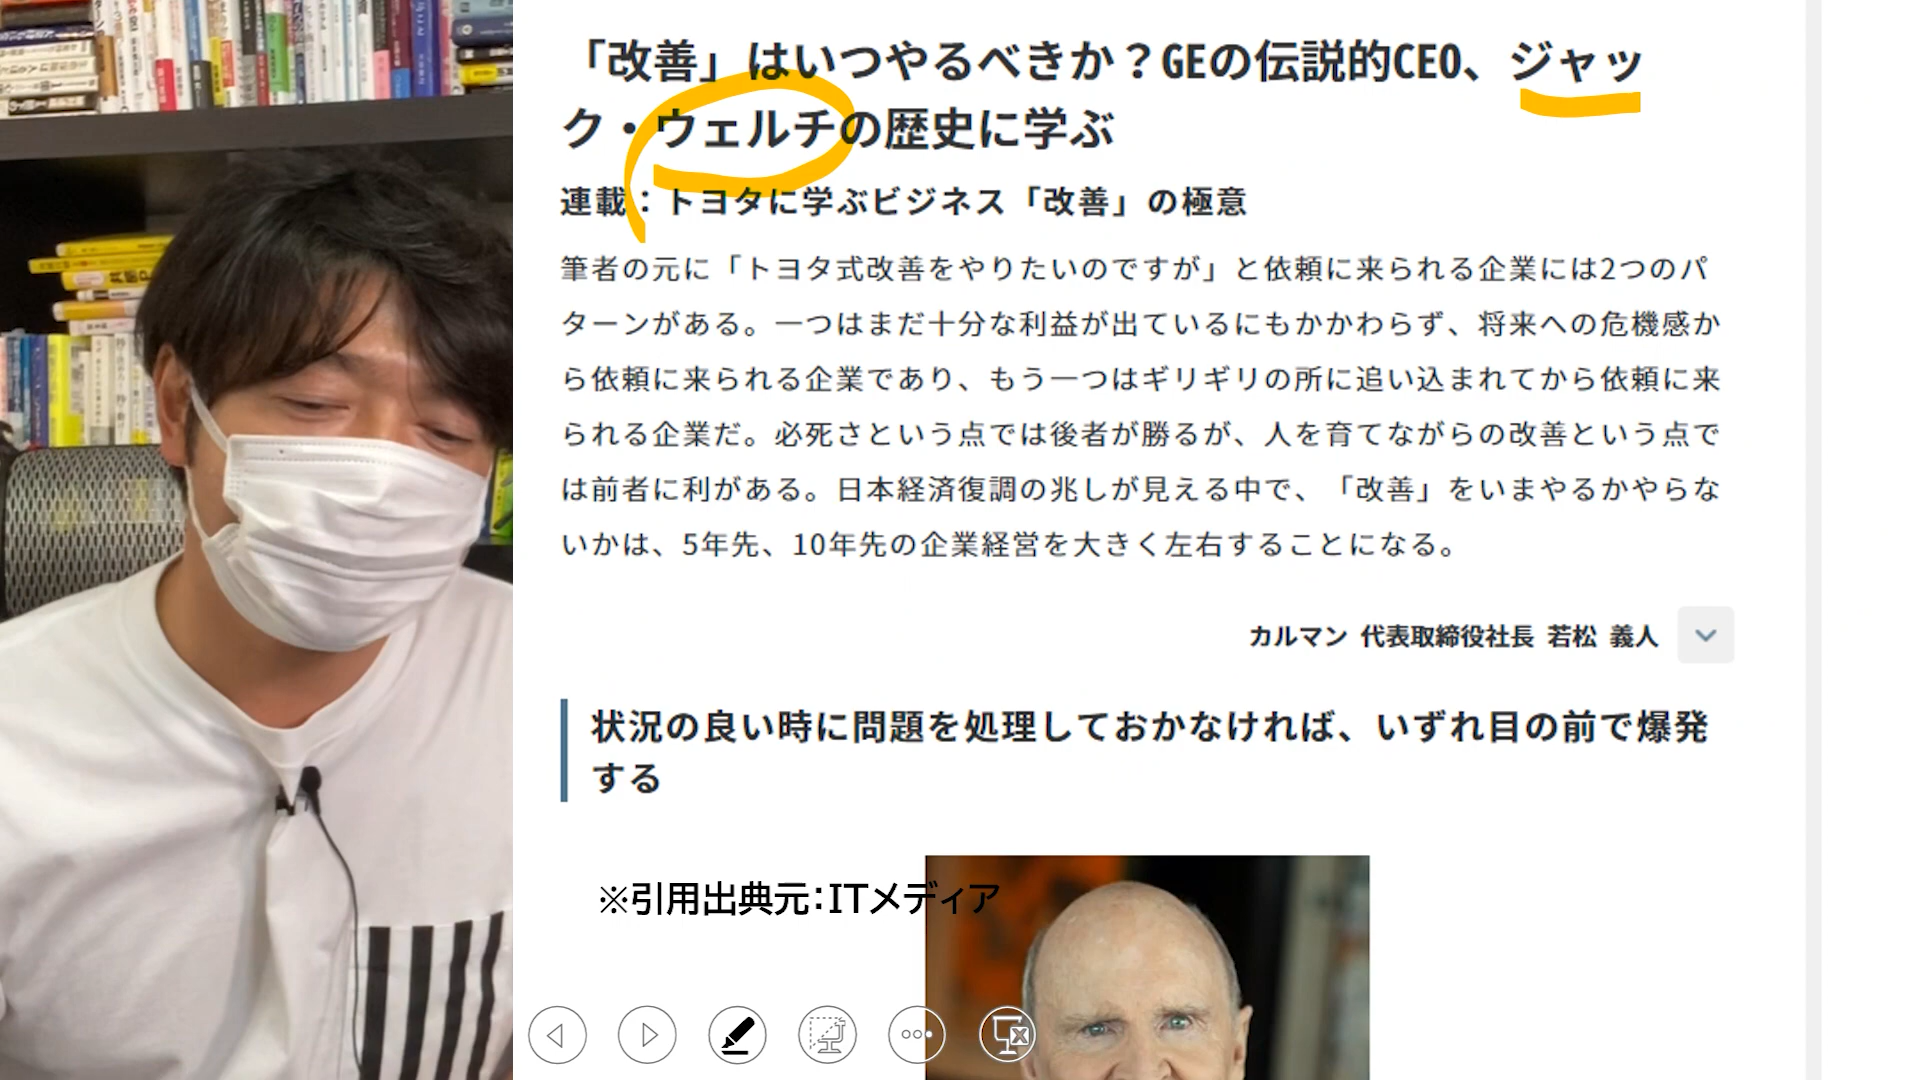 「改善」はいつやるべきか？GEの伝説的CEO、ジャッ
ク・ウェルチの歴史に学ぶ
連載：トヨタに学ぶビジネス「改善」の極意
筆者の元に「トヨタ式改善をやりたいのですが」と依頼に来られる企業には2つのパ
ターンがある。一つはまだ十分な利益が出ているにもかかわらず、将来への危機感か
ら依頼に来られる企業であり、もう一つはギリギリの所に追い込まれてから依頼に来
られる企業だ。必死さという点では後者が勝るが、人を育てながらの改善という点で
は前者に利がある。日本経済復調の兆しが見える中で、「改善」をいまやるかやらな
いかは、5年先、10年先の企業経営を大きく左右することになる。
カルマン 代表取締役社長 若松 義人
状況の良い時に問題を処理しておかなければ、いずれ目の前で爆発
する
※引用出典元：ITメディア